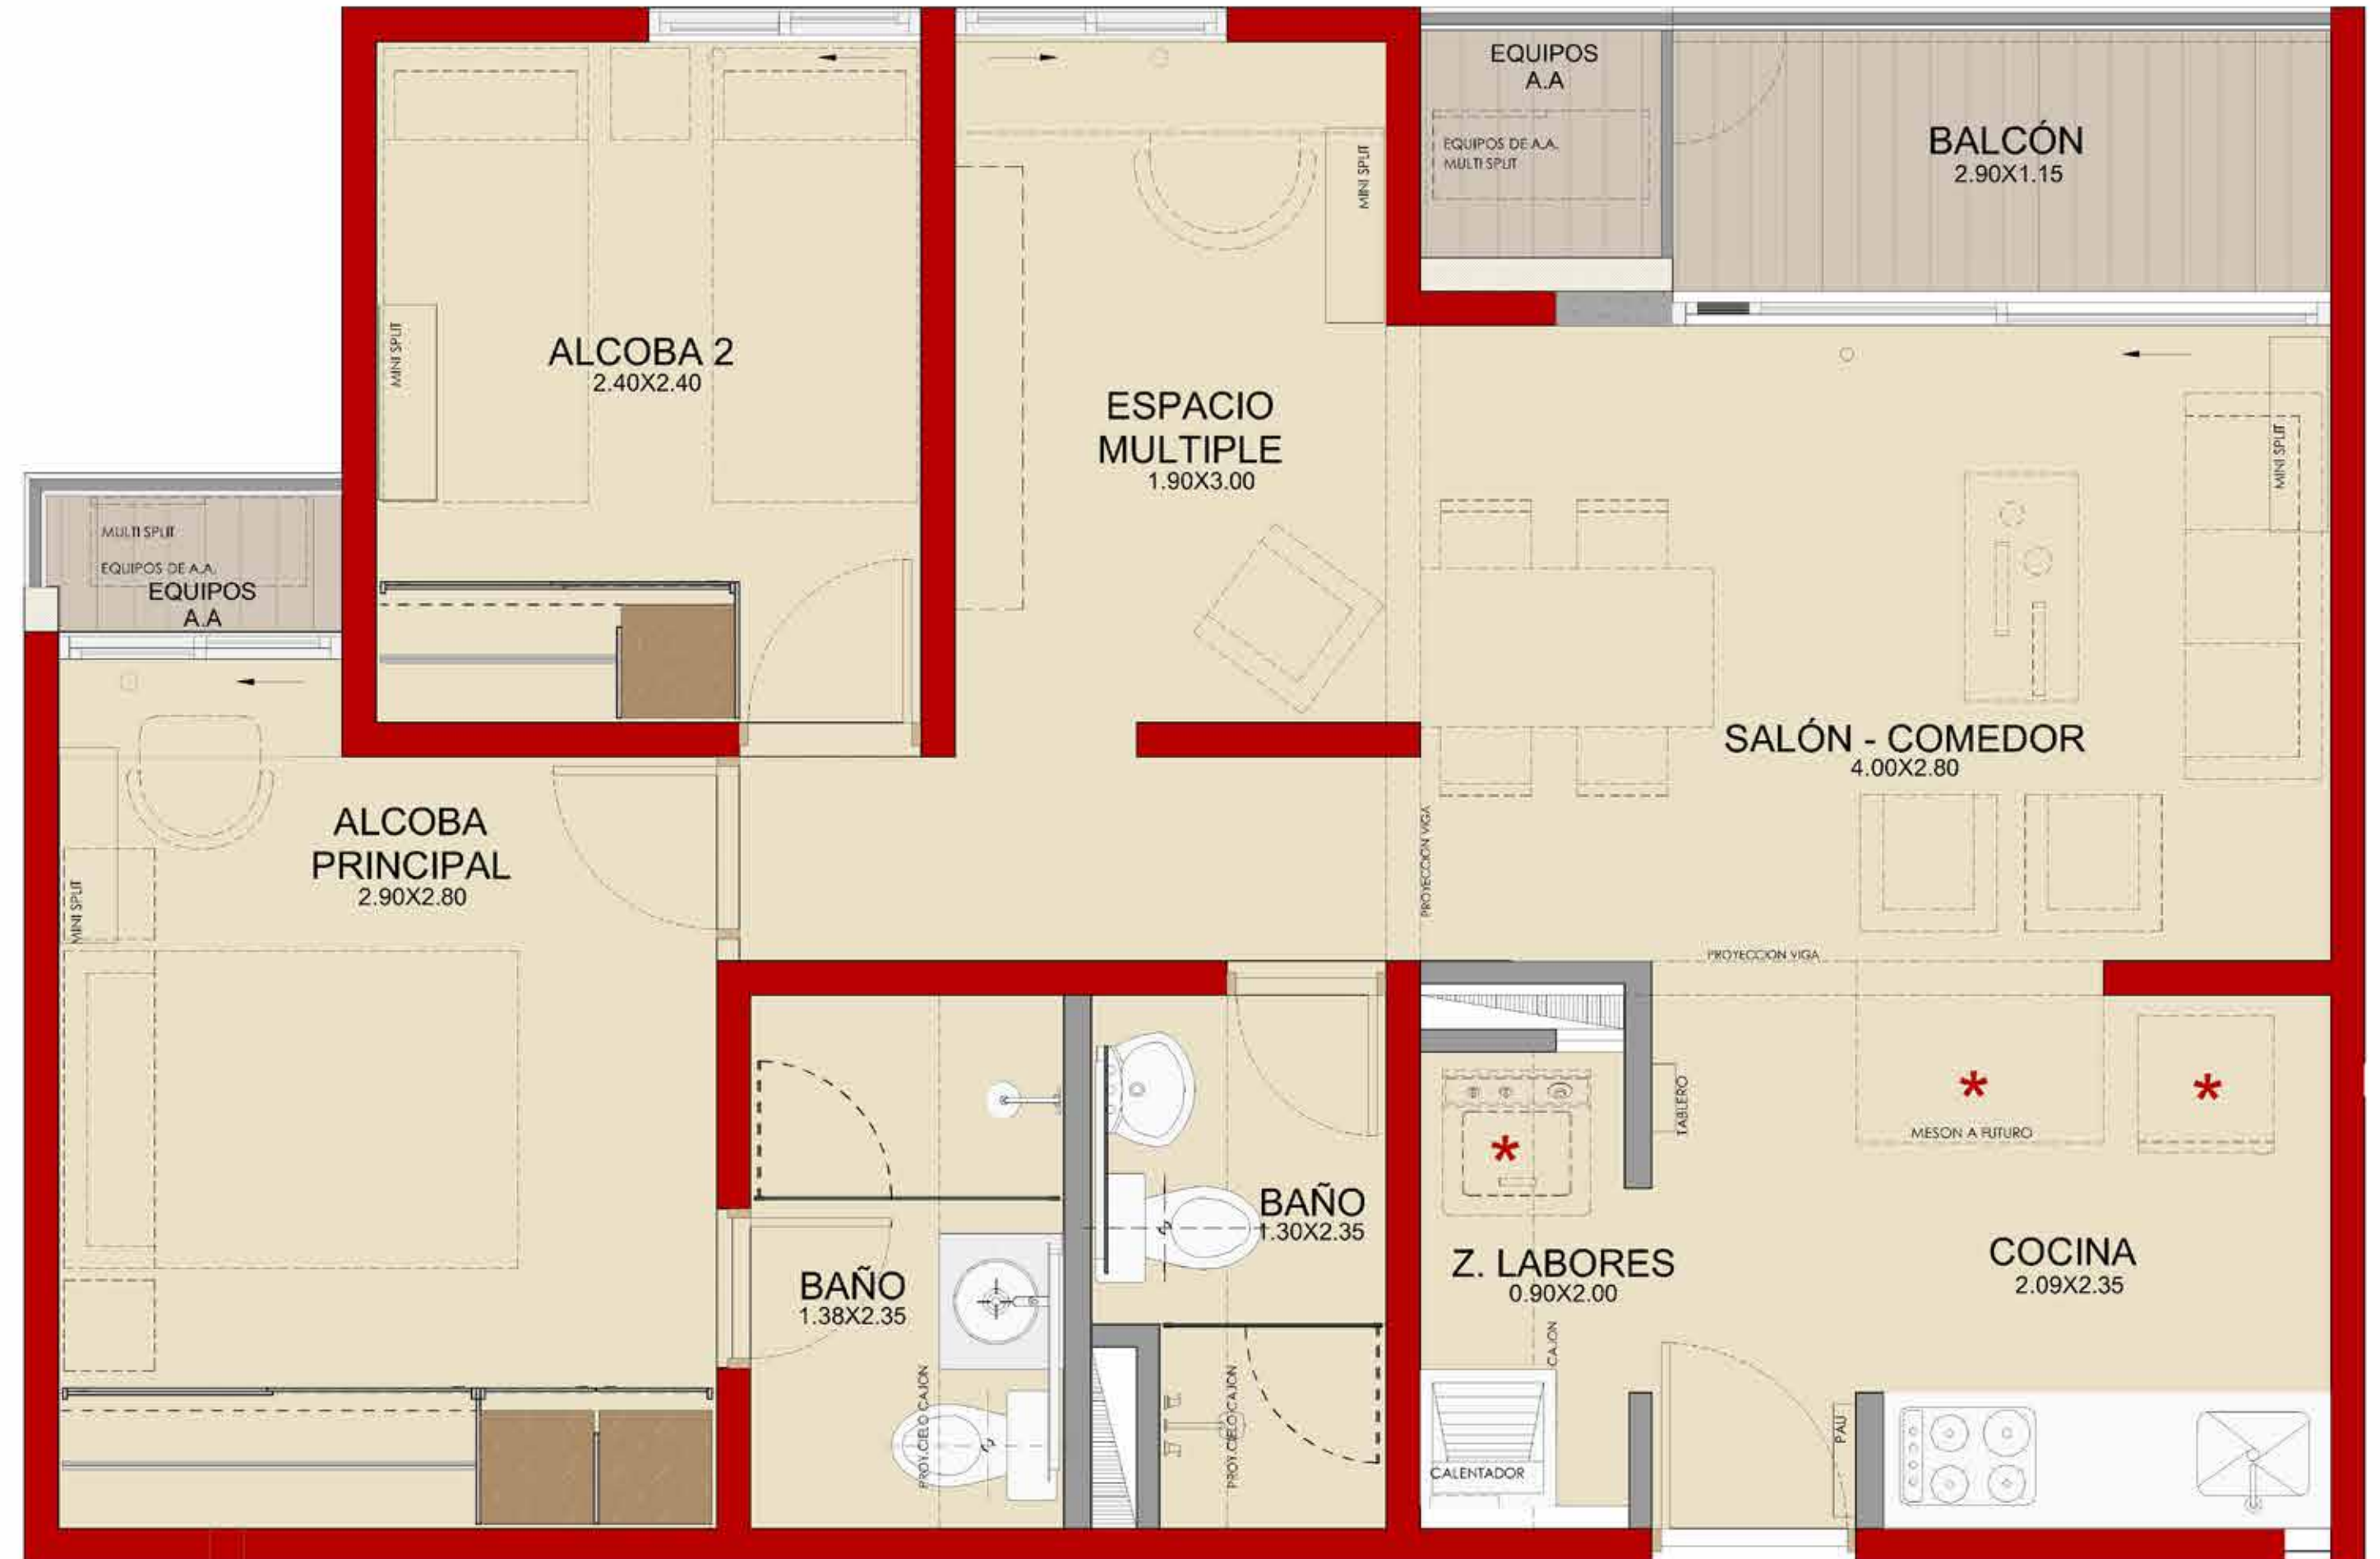 EQUIPOS
A.A
EQUIPOS DE A.A.
MULTI SPLIT
BALCÓN
2.90X1.15
MINI SPLIT
ALCOBA 2
2.40X2.40
MINI SPLIT
ESPACIO
MULTIPLE
1.90X3.00
MINI SPLIT
MULTI SPLIT
EQUIPOS DE A.A.
EQUIPOS
A.A
SALÓN - COMEDOR
4.00X2.80
ALCOBA
PRINCIPAL
2.90X2.80
MINI SPLIT
PROYECCION VIGA
PROYECCION VIGA
*
*
MESON A FUTURO
TABLERO
*
BAÑO
1.30X2.35
Z. LABORES
0.90X2.00
COCINA
2.09X2.35
BAÑO
1.38X2.35
CAJON
PROY.CIELO CAJON
PROY.CIELO CAJON
CALENTADOR
PAU